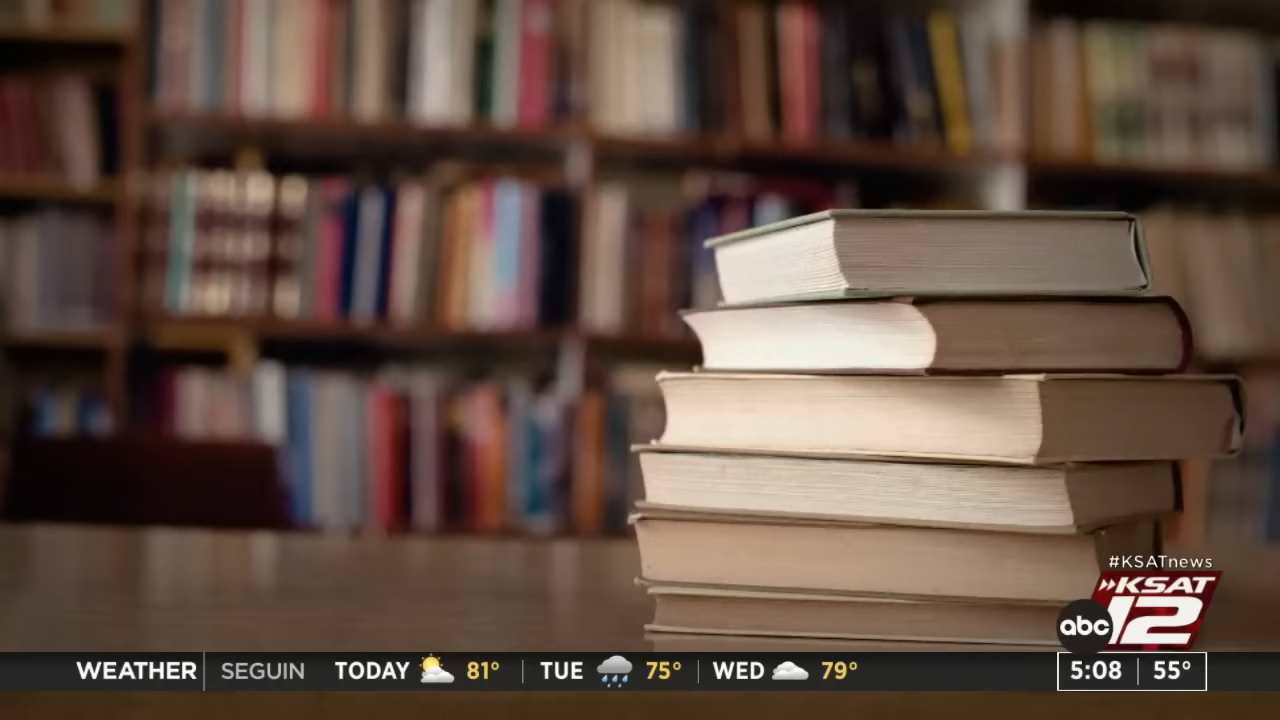 #KSATnews
KSAT
12
abc
WEATHER SEGUIN TODAY 81° TUE 75° WED 79°
5:08 55°